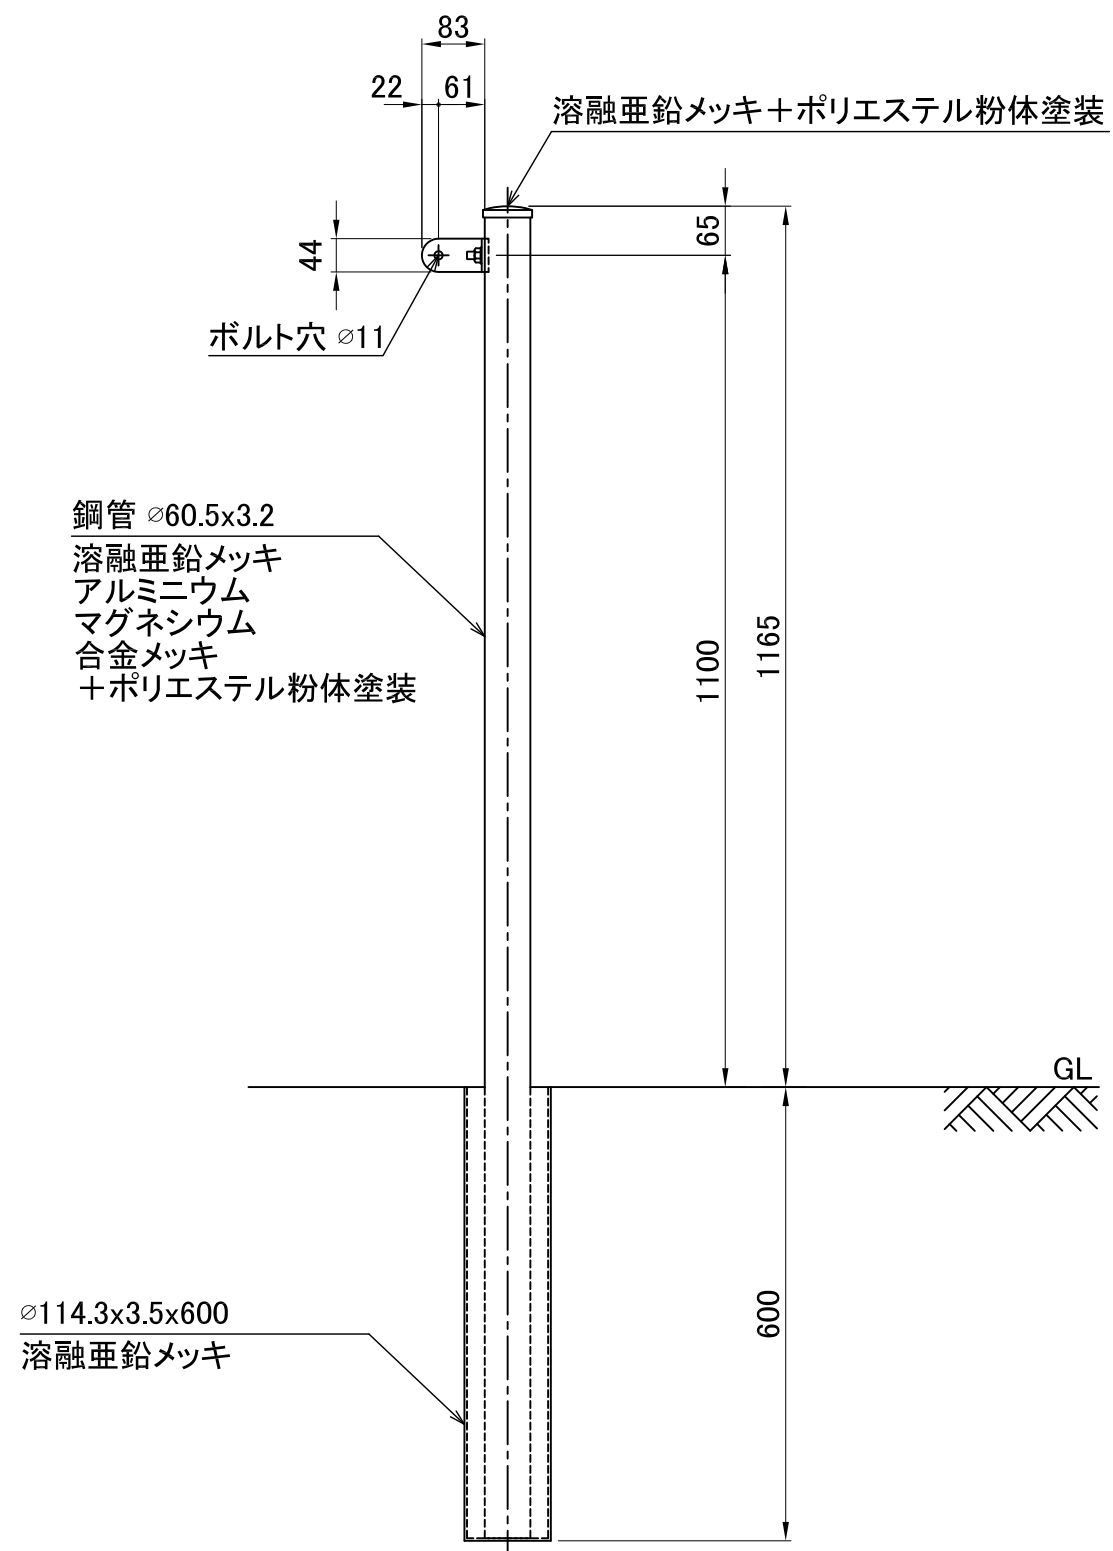 83
22
61
溶融亜鉛メッキ＋ポリエステル粉体塗装
65
44
ボルト穴 ⌀11
鋼管 ⌀60.5x3.2
溶融亜鉛メッキ
アルミニウム
マグネシウム
合金メッキ
＋ポリエステル粉体塗装
1100
1165
GL
600
⌀114.3x3.5x600
溶融亜鉛メッキ